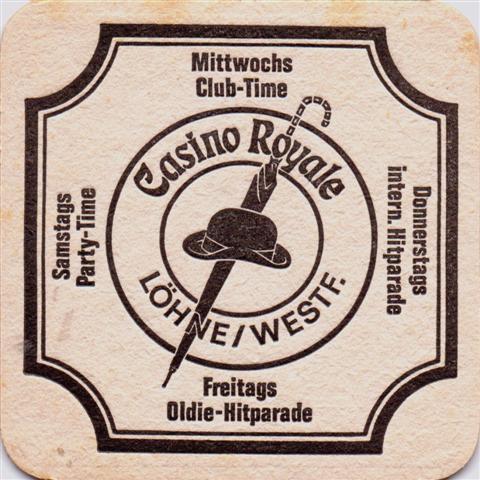 Mittwochs
Club-Time
Casino Royale
LÖHNE/WESTF.
Samstags
Party-Time
Donnerstags
intern. Hitparade
Freitags
Oldie-Hitparade